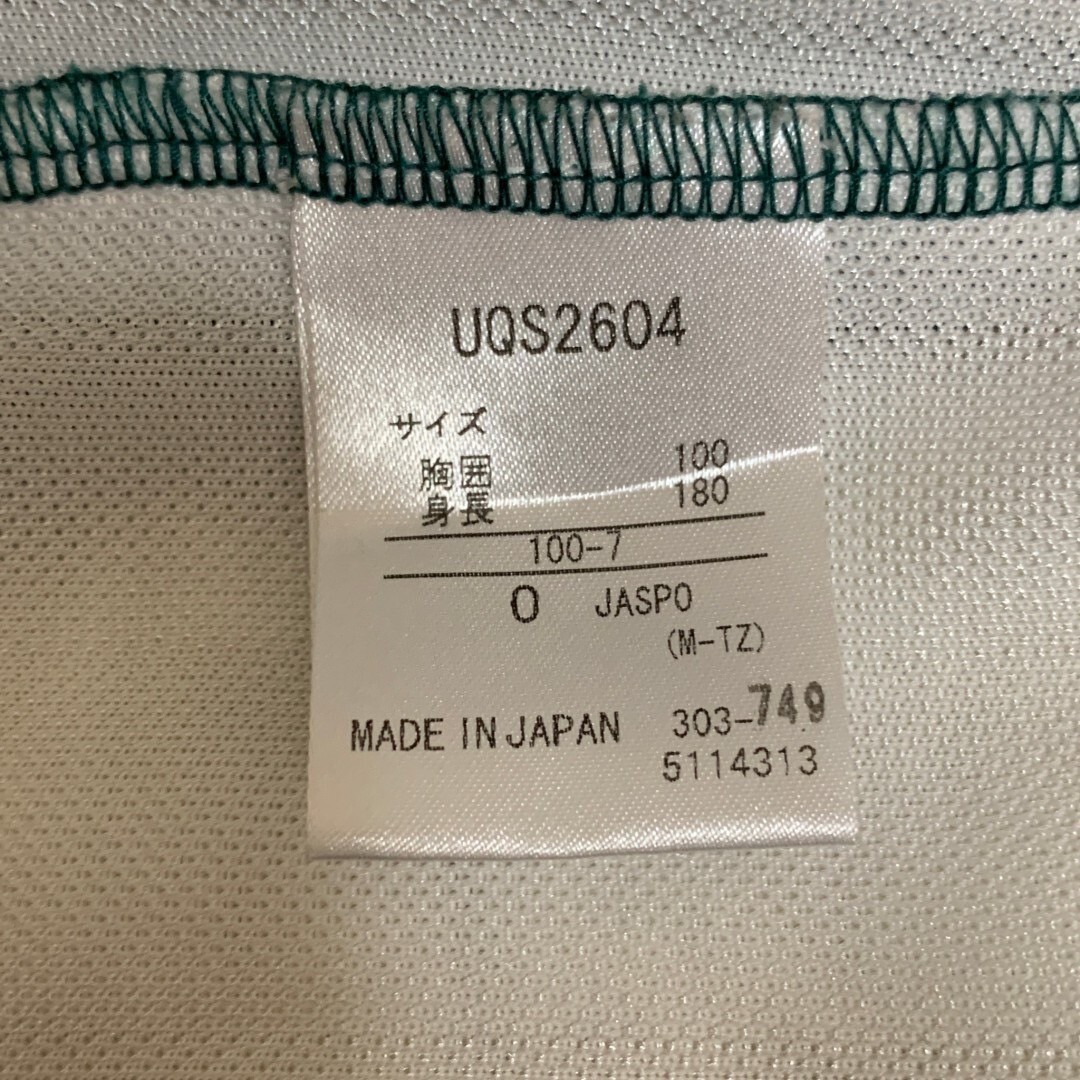 UQS2604
サイズ
胸囲 100
身長 180
100-7
O JASPO
(M-TZ)
MADE IN JAPAN 303-749
5114313